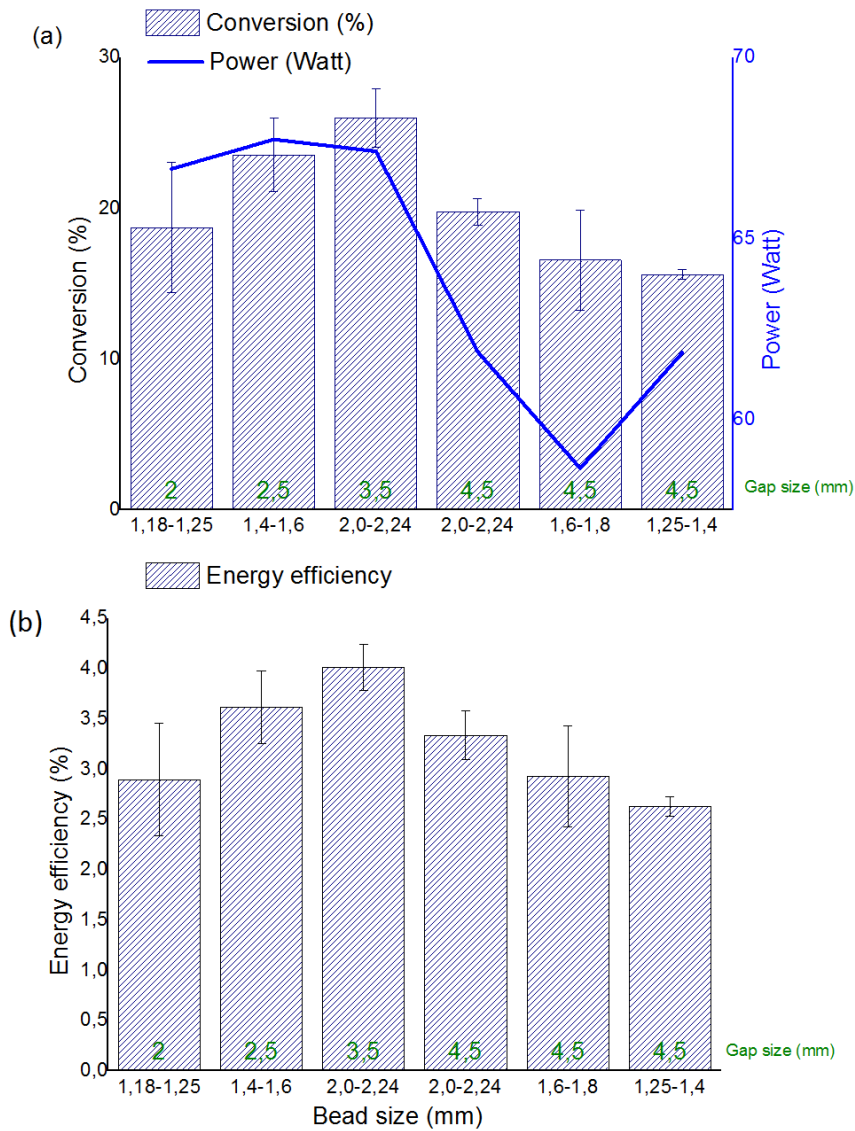 (a)
Conversion (%)
Power (Watt)
30
20
10
0
Conversion (%)
70
65
60
Power (Watt)
2 2,5 3,5 4,5 4,5 4,5 Gap size (mm)
1,18-1,25 1,4-1,6 2,0-2,24 2,0-2,24 1,6-1,8 1,25-1,4
Energy efficiency
(b)
4,5
4,0
3,5
3,0
2,5
2,0
1,5
1,0
0,5
0,0
Energy efficiency (%)
2 2,5 3,5 4,5 4,5 4,5 Gap size (mm)
1,18-1,25 1,4-1,6 2,0-2,24 2,0-2,24 1,6-1,8 1,25-1,4
Bead size (mm)